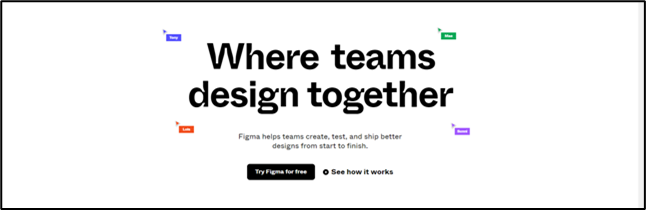 Where teams
design together
Figma helps teams create, test, and ship better
designs from start to finish.
Try Figma for free
See how it works